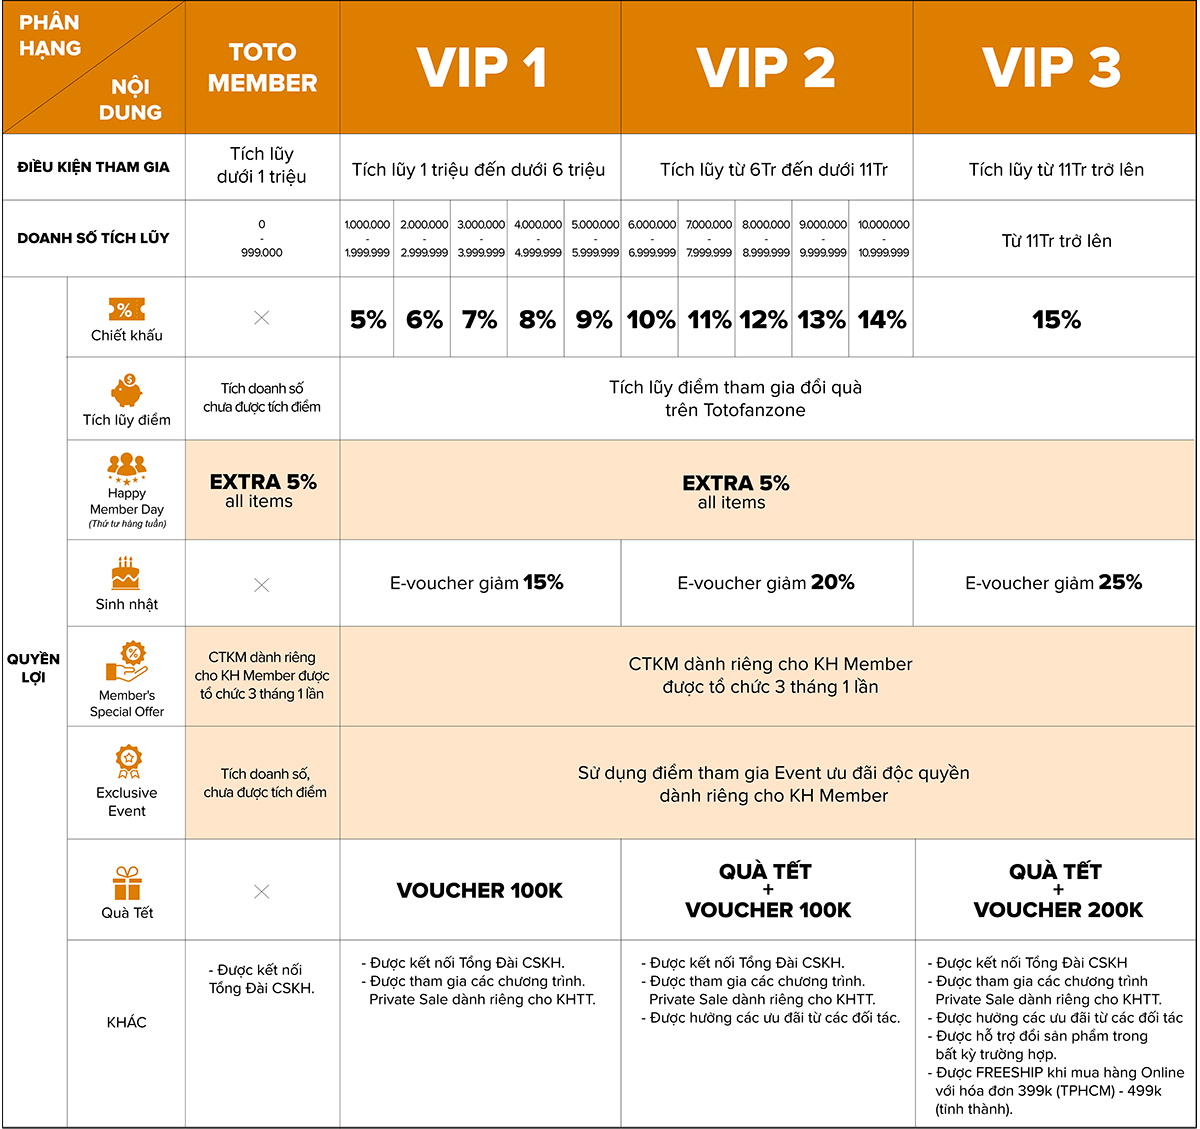 PHÂN
HẠNG
NỘI
DUNG
TOTO
MEMBER
VIP 1
VIP 2
VIP 3
ĐIỀU KIỆN THAM GIA
Tích lũy
dưới 1 triệu
Tích lũy 1 triệu đến dưới 6 triệu
Tích lũy từ 6Tr đến dưới 11Tr
Tích lũy từ 11Tr trở lên
DOANH SỐ TÍCH LŨY
0
-
999.000
1.000.000
-
1.999.999
2.000.000
-
2.999.999
3.000.000
-
3.999.999
4.000.000
-
4.999.999
5.000.000
-
5.999.999
6.000.000
-
6.999.999
7.000.000
-
7.999.999
8.000.000
-
8.999.999
9.000.000
-
9.999.999
10.000.000
-
10.999.999
Từ 11Tr trở lên
QUYỀN
LỢI
%
Chiết khấu
5%
6%
7%
8%
9%
10%
11%
12%
13%
14%
15%
$
Tích lũy điểm
Tích doanh số
chưa được tích điểm
Tích lũy điểm tham gia đổi quà
trên Totofanzone
Happy
Member Day
(Thứ tư hàng tuần)
EXTRA 5%
all items
EXTRA 5%
all items
Sinh nhật
E-voucher giảm 15%
E-voucher giảm 20%
E-voucher giảm 25%
%
Member's
Special Offer
CTKM dành riêng
cho KH Member được
tổ chức 3 tháng 1 lần
CTKM dành riêng cho KH Member
được tổ chức 3 tháng 1 lần
Exclusive
Event
Tích doanh số,
chưa được tích điểm
Sử dụng điểm tham gia Event ưu đãi độc quyền
dành riêng cho KH Member
Quà Tết
VOUCHER 100K
QUÀ TẾT
+
VOUCHER 100K
QUÀ TẾT
+
VOUCHER 200K
KHÁC
- Được kết nối
Tổng Đài CSKH.
- Được kết nối Tổng Đài CSKH.
- Được tham gia các chương trình.
Private Sale dành riêng cho KHTT.
- Được kết nối Tổng Đài CSKH.
- Được tham gia các chương trình.
Private Sale dành riêng cho KHTT.
- Được hưởng các ưu đãi từ các đối tác.
- Được kết nối Tổng Đài CSKH
- Được tham gia các chương trình
Private Sale dành riêng cho KHTT.
- Được hưởng các ưu đãi từ các đối tác
- Được hỗ trợ đổi sản phẩm trong
bất kỳ trường hợp.
- Được FREESHIP khi mua hàng Online
với hóa đơn 399k (TPHCM) - 499k
(tỉnh thành).